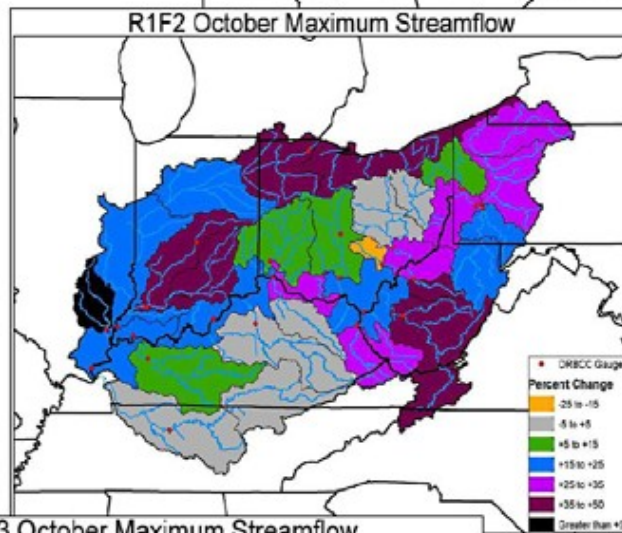 R1F2 October Maximum Streamflow
ORBCC Gauge
Percent Change
-25 to -15
-5 to +5
+5 to +15
+15 to +25
+25 to +35
+35 to +50
Greater than
October Maximum Streamflow